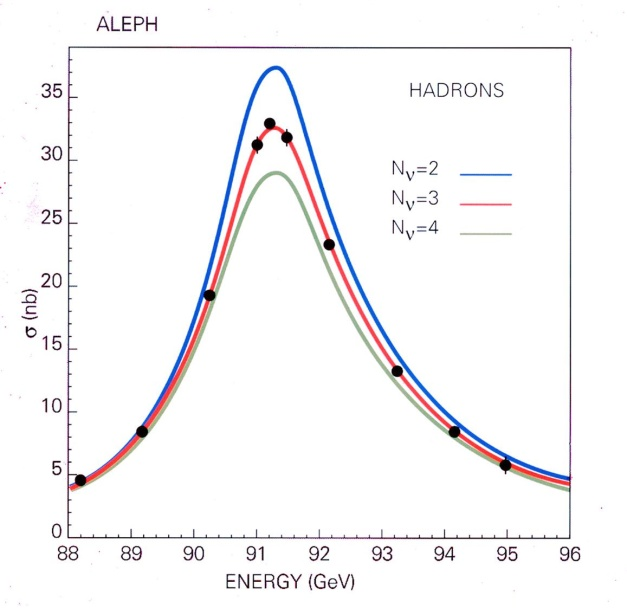 ALEPH
HADRONS
Nν=2
Nν=3
Nν=4
35
30
25
20
15
10
5
0
σ (nb)
88 89 90 91 92 93 94 95 96
ENERGY (GeV)